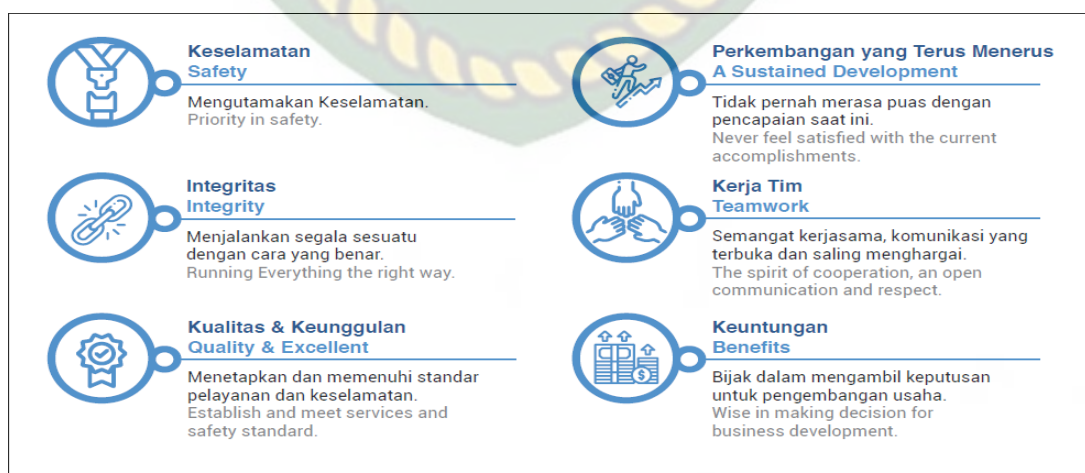 Keselamatan
Safety
Mengutamakan Keselamatan.
Priority in safety.
Integritas
Integrity
Menjalankan segala sesuatu
dengan cara yang benar.
Running Everything the right way.
Kualitas & Keunggulan
Quality & Excellent
Menetapkan dan memenuhi standar
pelayanan dan keselamatan.
Establish and meet services and
safety standard.
Perkembangan yang Terus Menerus
A Sustained Development
Tidak pernah merasa puas dengan
pencapaian saat ini.
Never feel satisfied with the current
accomplishments.
Kerja Tim
Teamwork
Semangat kerjasama, komunikasi yang
terbuka dan saling menghargai.
The spirit of cooperation, an open
communication and respect.
Keuntungan
Benefits
Bijak dalam mengambil keputusan
untuk pengembangan usaha.
Wise in making decision for
business development.